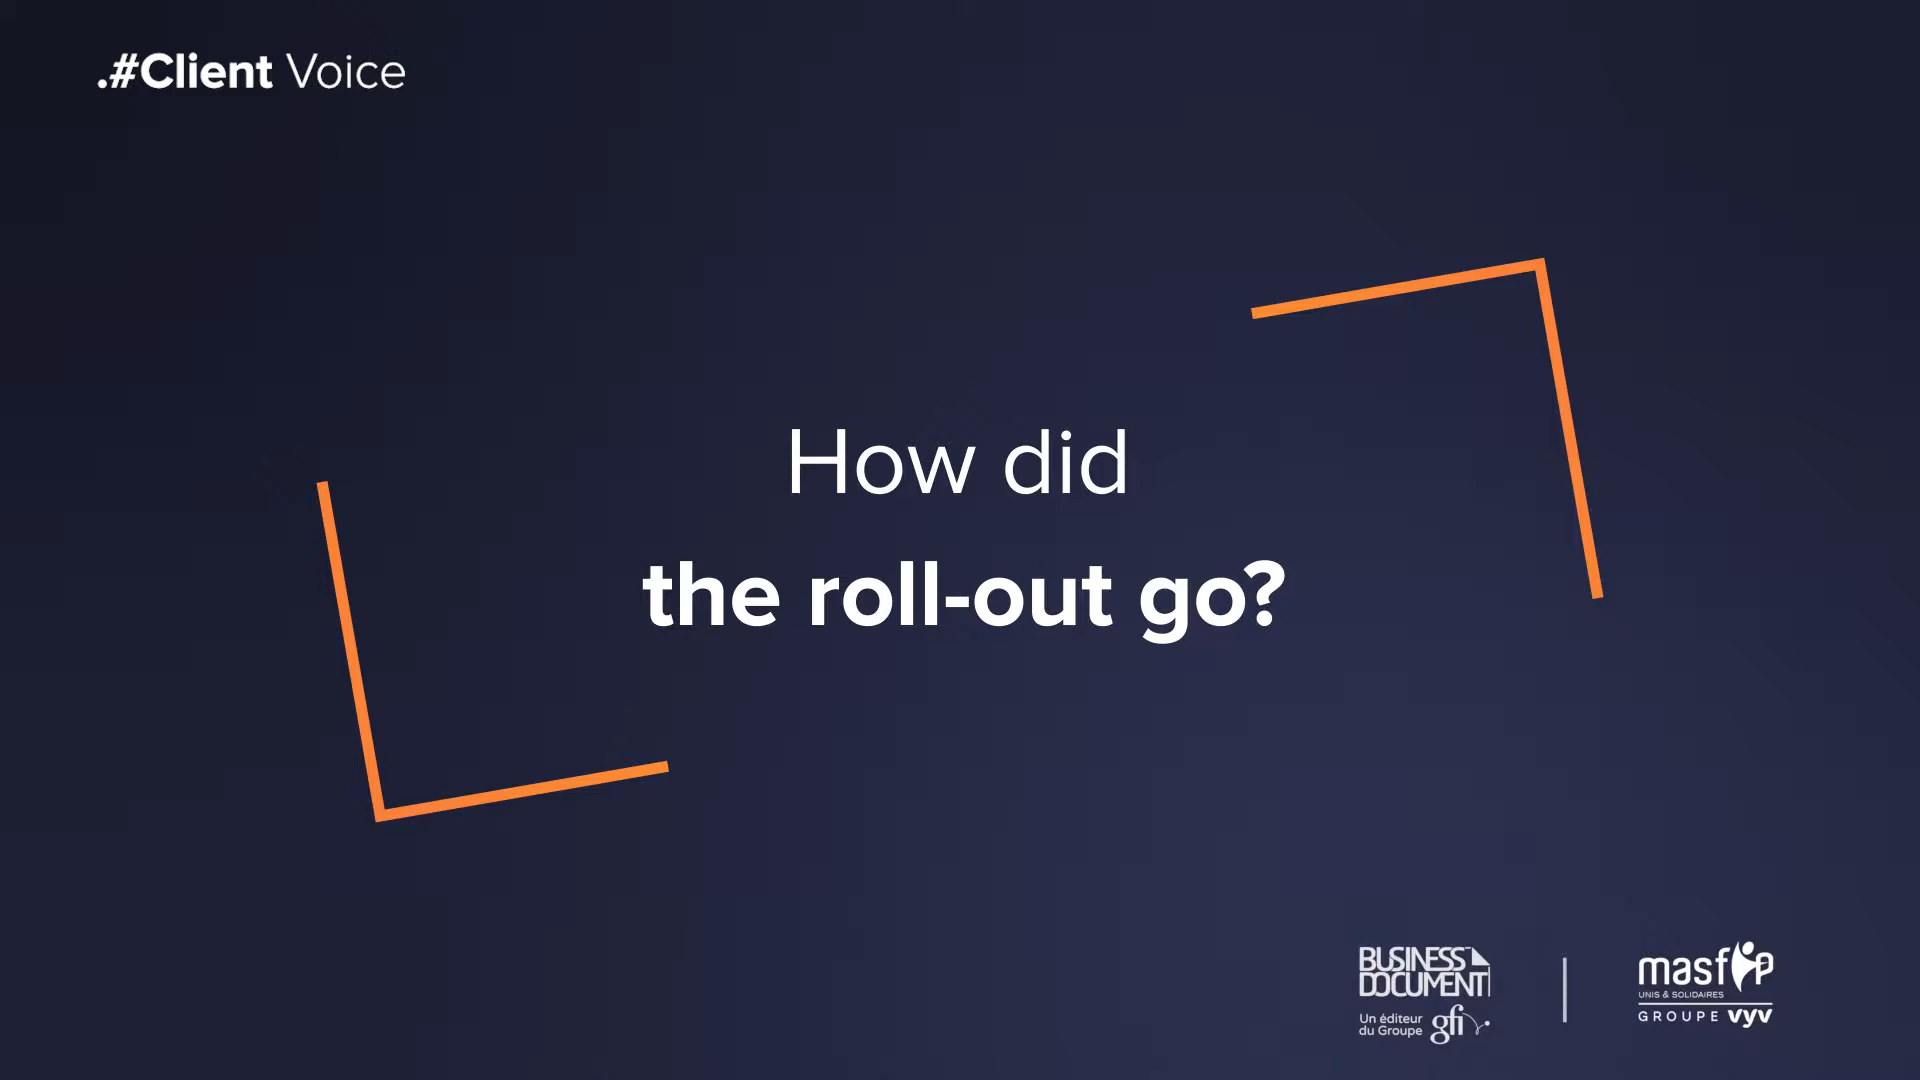 .#Client Voice
How did
the roll-out go?
BUSINESS
DOCUMENT
Un éditeur
du Groupe gfi
masfip
UNIS & SOLIDAIRES
GROUPE vyv